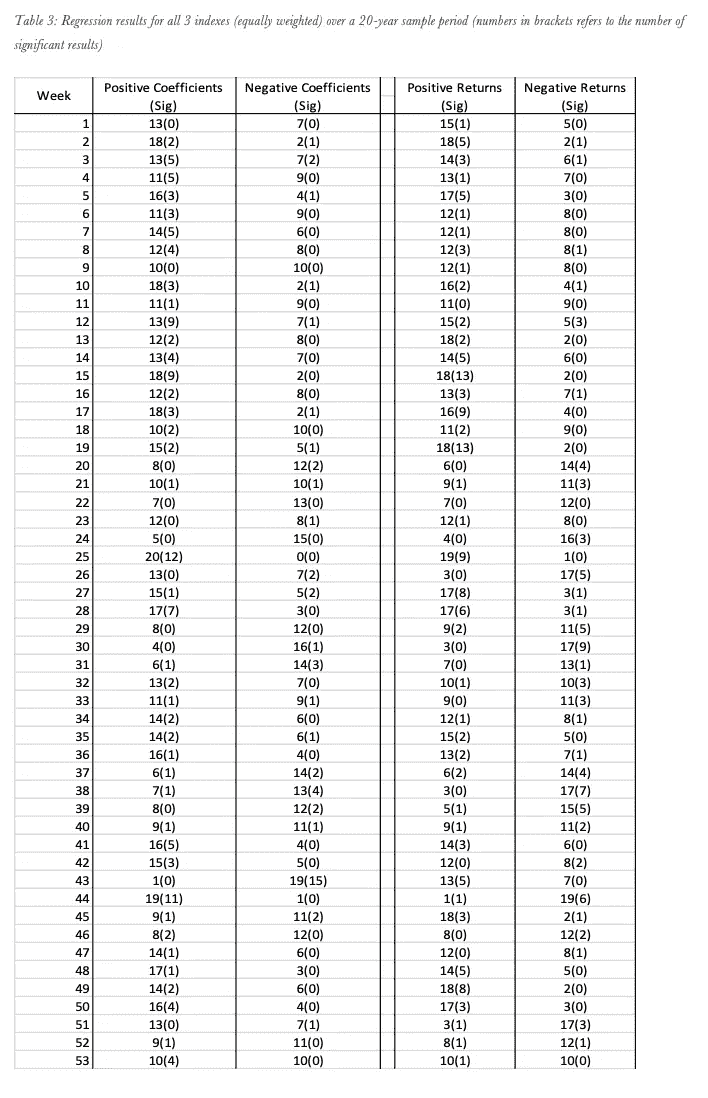 Table 3: Regression results for all 3 indexes (equally weighted) over a 20-year sample period (numbers in brackets refers to the number of
significant results)
Week Positive Coefficients (Sig) Negative Coefficients (Sig) Positive Returns (Sig) Negative Returns (Sig)
1 13(0) 7(0) 15(1) 5(0)
2 18(2) 2(1) 18(5) 2(1)
3 13(5) 7(2) 14(3) 6(1)
4 11(5) 9(0) 13(1) 7(0)
5 16(3) 4(1) 17(5) 3(0)
6 11(3) 9(0) 12(1) 8(0)
7 14(5) 6(0) 12(1) 8(0)
8 12(4) 8(0) 12(3) 8(1)
9 10(0) 10(0) 12(1) 8(0)
10 18(3) 2(1) 16(2) 4(1)
11 11(1) 9(0) 11(0) 9(0)
12 13(9) 7(1) 15(2) 5(3)
13 12(2) 8(0) 18(2) 2(0)
14 13(4) 7(0) 14(5) 6(0)
15 18(9) 2(0) 18(13) 2(0)
16 12(2) 8(0) 13(3) 7(1)
17 18(3) 2(1) 16(9) 4(0)
18 10(2) 10(0) 11(2) 9(0)
19 15(2) 5(1) 18(13) 2(0)
20 8(0) 12(2) 6(0) 14(4)
21 10(1) 10(1) 9(1) 11(3)
22 7(0) 13(0) 7(0) 12(0)
23 12(0) 8(1) 12(1) 8(0)
24 5(0) 15(0) 4(0) 16(3)
25 20(12) 0(0) 19(9) 1(0)
26 13(0) 7(2) 3(0) 17(5)
27 15(1) 5(2) 17(8) 3(1)
28 17(7) 3(0) 17(6) 3(1)
29 8(0) 12(0) 9(2) 11(5)
30 4(0) 16(1) 3(0) 17(9)
31 6(1) 14(3) 7(0) 13(1)
32 13(2) 7(0) 10(1) 10(3)
33 11(1) 9(1) 9(0) 11(3)
34 14(2) 6(0) 12(1) 8(1)
35 14(2) 6(1) 15(2) 5(0)
36 16(1) 4(0) 13(2) 7(1)
37 6(1) 14(2) 6(2) 14(4)
38 7(1) 13(4) 3(0) 17(7)
39 8(0) 12(2) 5(1) 15(5)
40 9(1) 11(1) 9(1) 11(2)
41 16(5) 4(0) 14(3) 6(0)
42 15(3) 5(0) 12(0) 8(2)
43 1(0) 19(15) 13(5) 7(0)
44 19(11) 1(0) 1(1) 19(6)
45 9(1) 11(2) 18(3) 2(1)
46 8(2) 12(0) 8(0) 12(2)
47 14(1) 6(0) 12(0) 8(1)
48 17(1) 3(0) 14(5) 5(0)
49 14(2) 6(0) 18(8) 2(0)
50 16(4) 4(0) 17(3) 3(0)
51 13(0) 7(1) 3(1) 17(3)
52 9(1) 11(0) 8(1) 12(1)
53 10(4) 10(0) 10(1) 10(0)